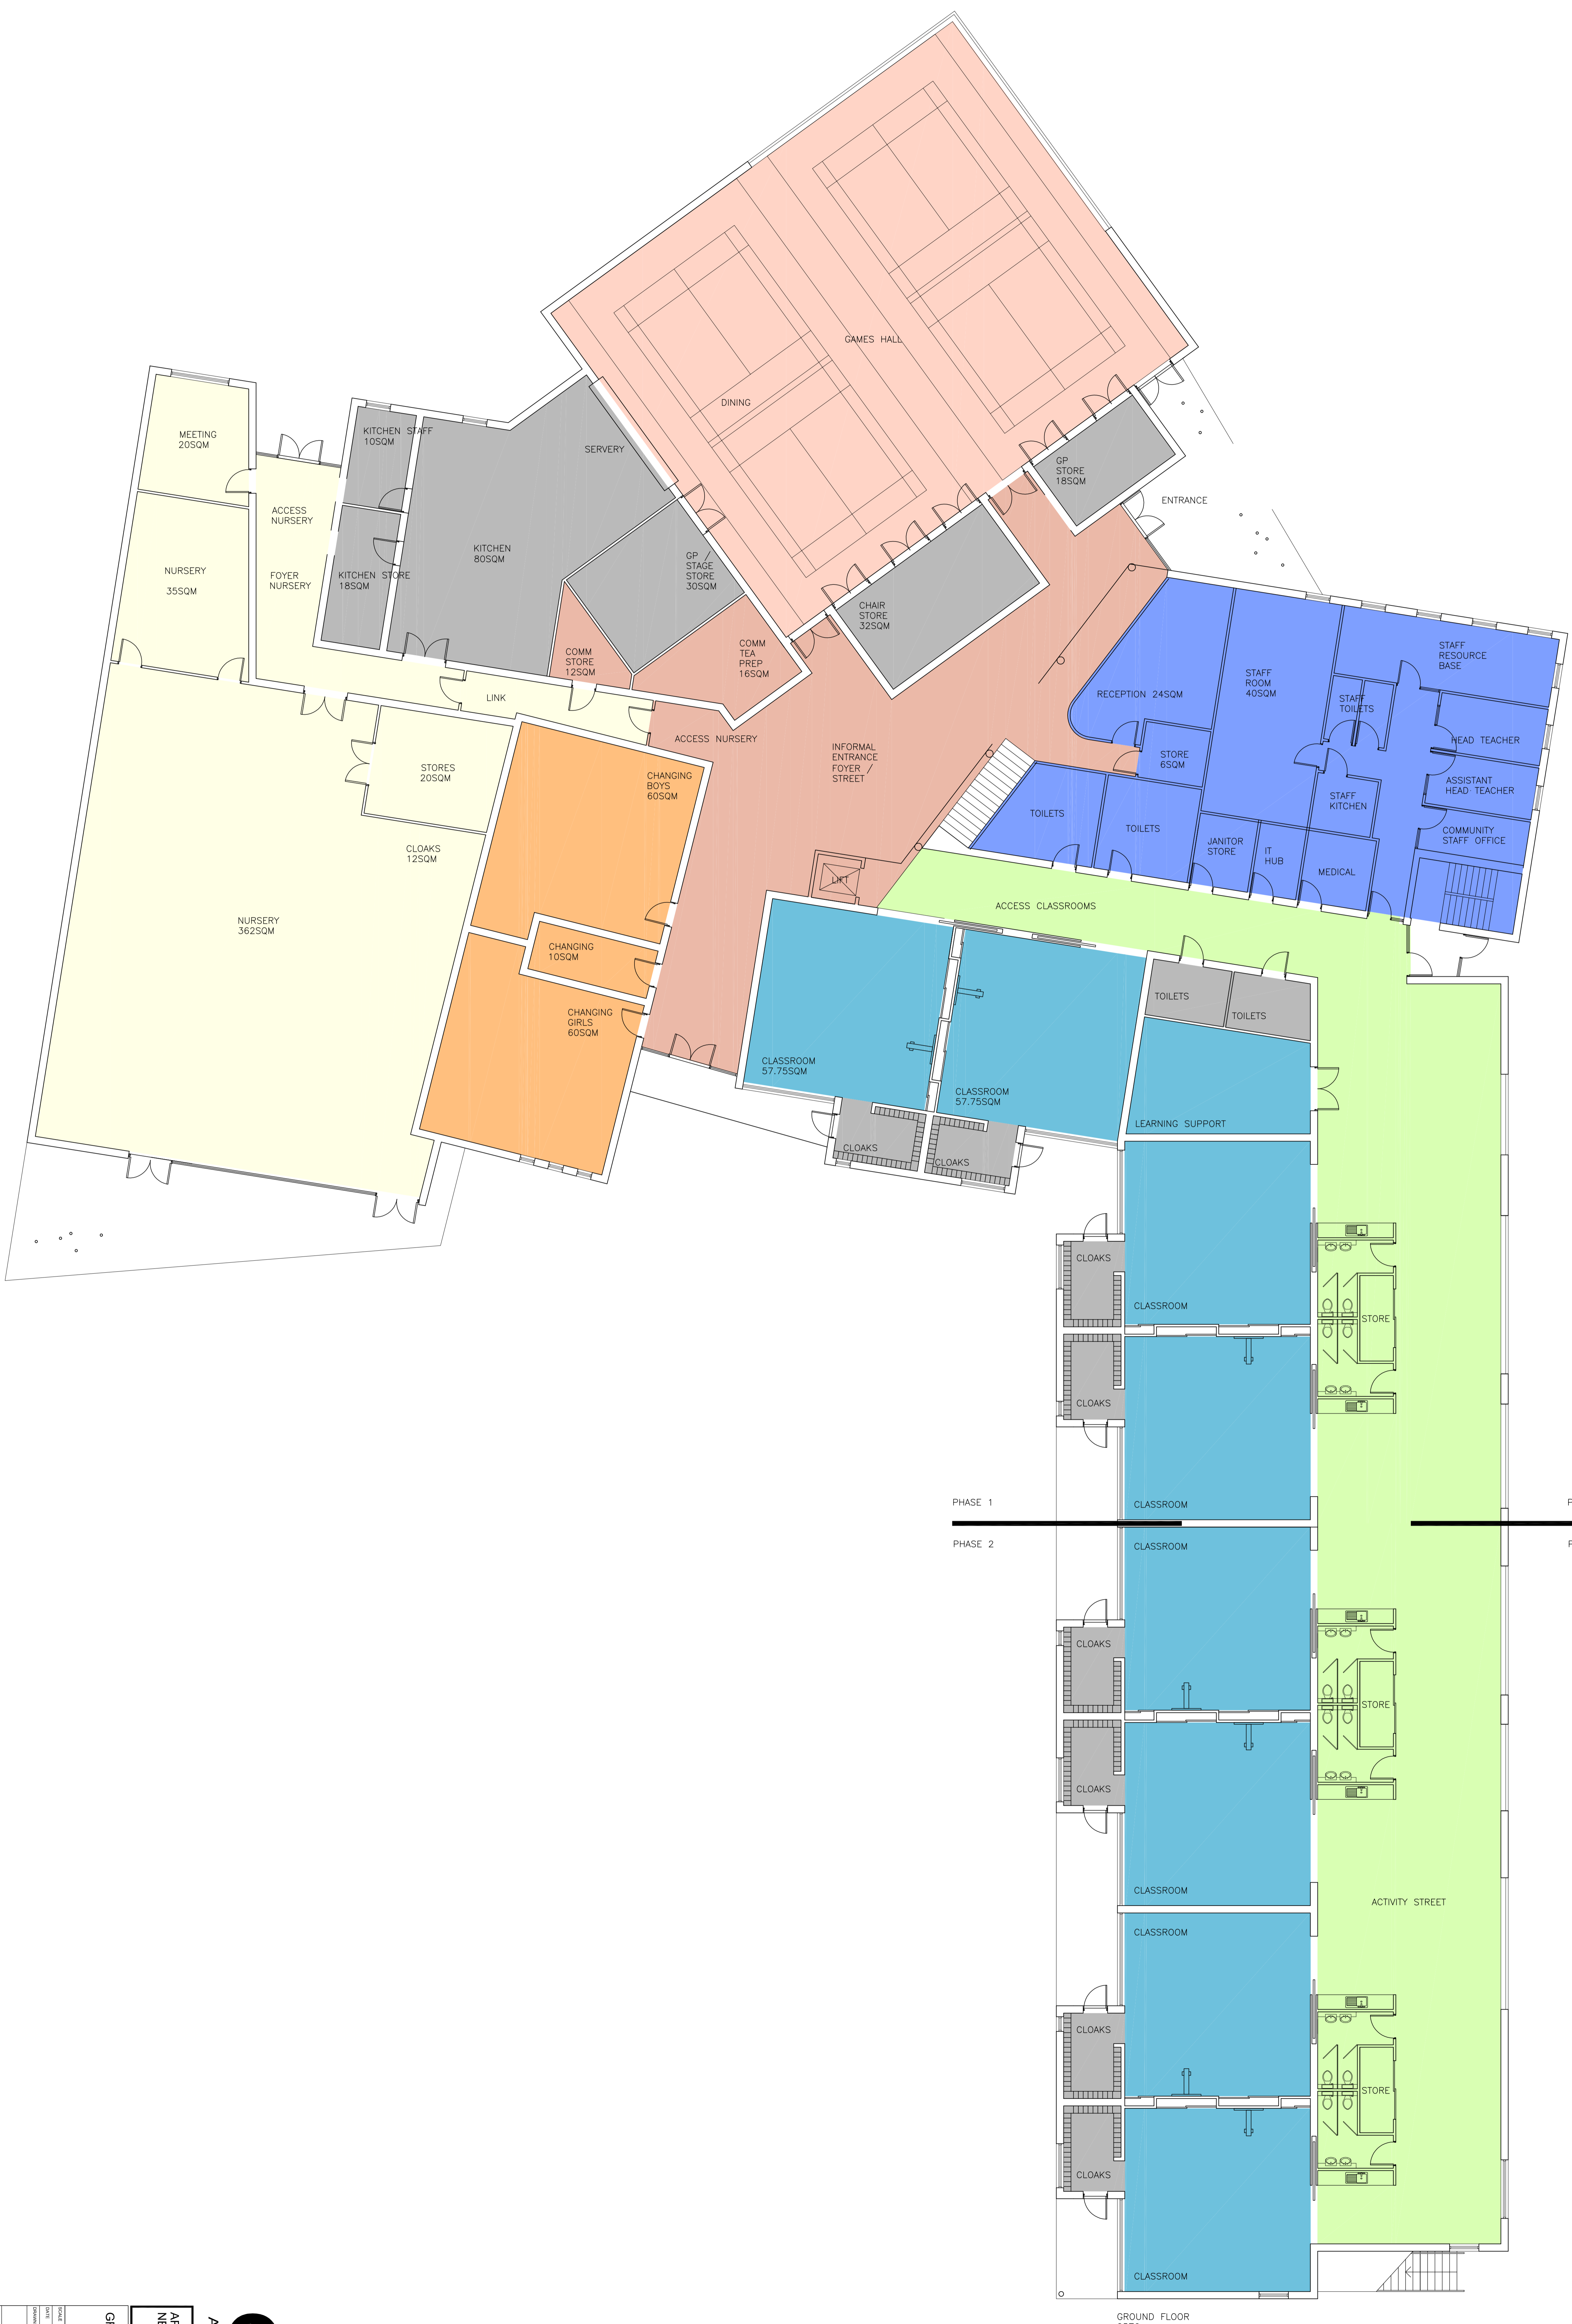 GAMES HALL
DINING
MEETING
20SQM
KITCHEN STAFF
10SQM
SERVERY
GP
STORE
18SQM
ENTRANCE
ACCESS
NURSERY
KITCHEN
80SQM
GP /
STAGE
STORE
30SQM
NURSERY
35SQM
FOYER
NURSERY
KITCHEN STORE
18SQM
CHAIR
STORE
32SQM
COMM
STORE
12SQM
COMM
TEA
PREP
16SQM
STAFF
RESOURCE
BASE
STAFF
ROOM
40SQM
RECEPTION 24SQM
STAFF
TOILETS
LINK
ACCESS NURSERY
INFORMAL
ENTRANCE
FOYER /
STREET
STORE
6SQM
HEAD TEACHER
STORES
20SQM
CHANGING
BOYS
60SQM
ASSISTANT
HEAD TEACHER
STAFF
KITCHEN
TOILETS
TOILETS
COMMUNITY
STAFF OFFICE
CLOAKS
12SQM
JANITOR
STORE
IT
HUB
MEDICAL
LIFT
ACCESS CLASSROOMS
NURSERY
362SQM
CHANGING
10SQM
CHANGING
GIRLS
60SQM
TOILETS
TOILETS
CLASSROOM
57.75SQM
CLASSROOM
57.75SQM
LEARNING SUPPORT
CLOAKS
CLOAKS
CLOAKS
CLASSROOM
STORE
CLOAKS
CLASSROOM
PHASE 1
P
PHASE 2
P
CLASSROOM
CLOAKS
STORE
CLOAKS
CLASSROOM
ACTIVITY STREET
CLASSROOM
CLOAKS
STORE
CLOAKS
CLASSROOM
GROUND FLOOR
SCALE
DATE
DRAWN